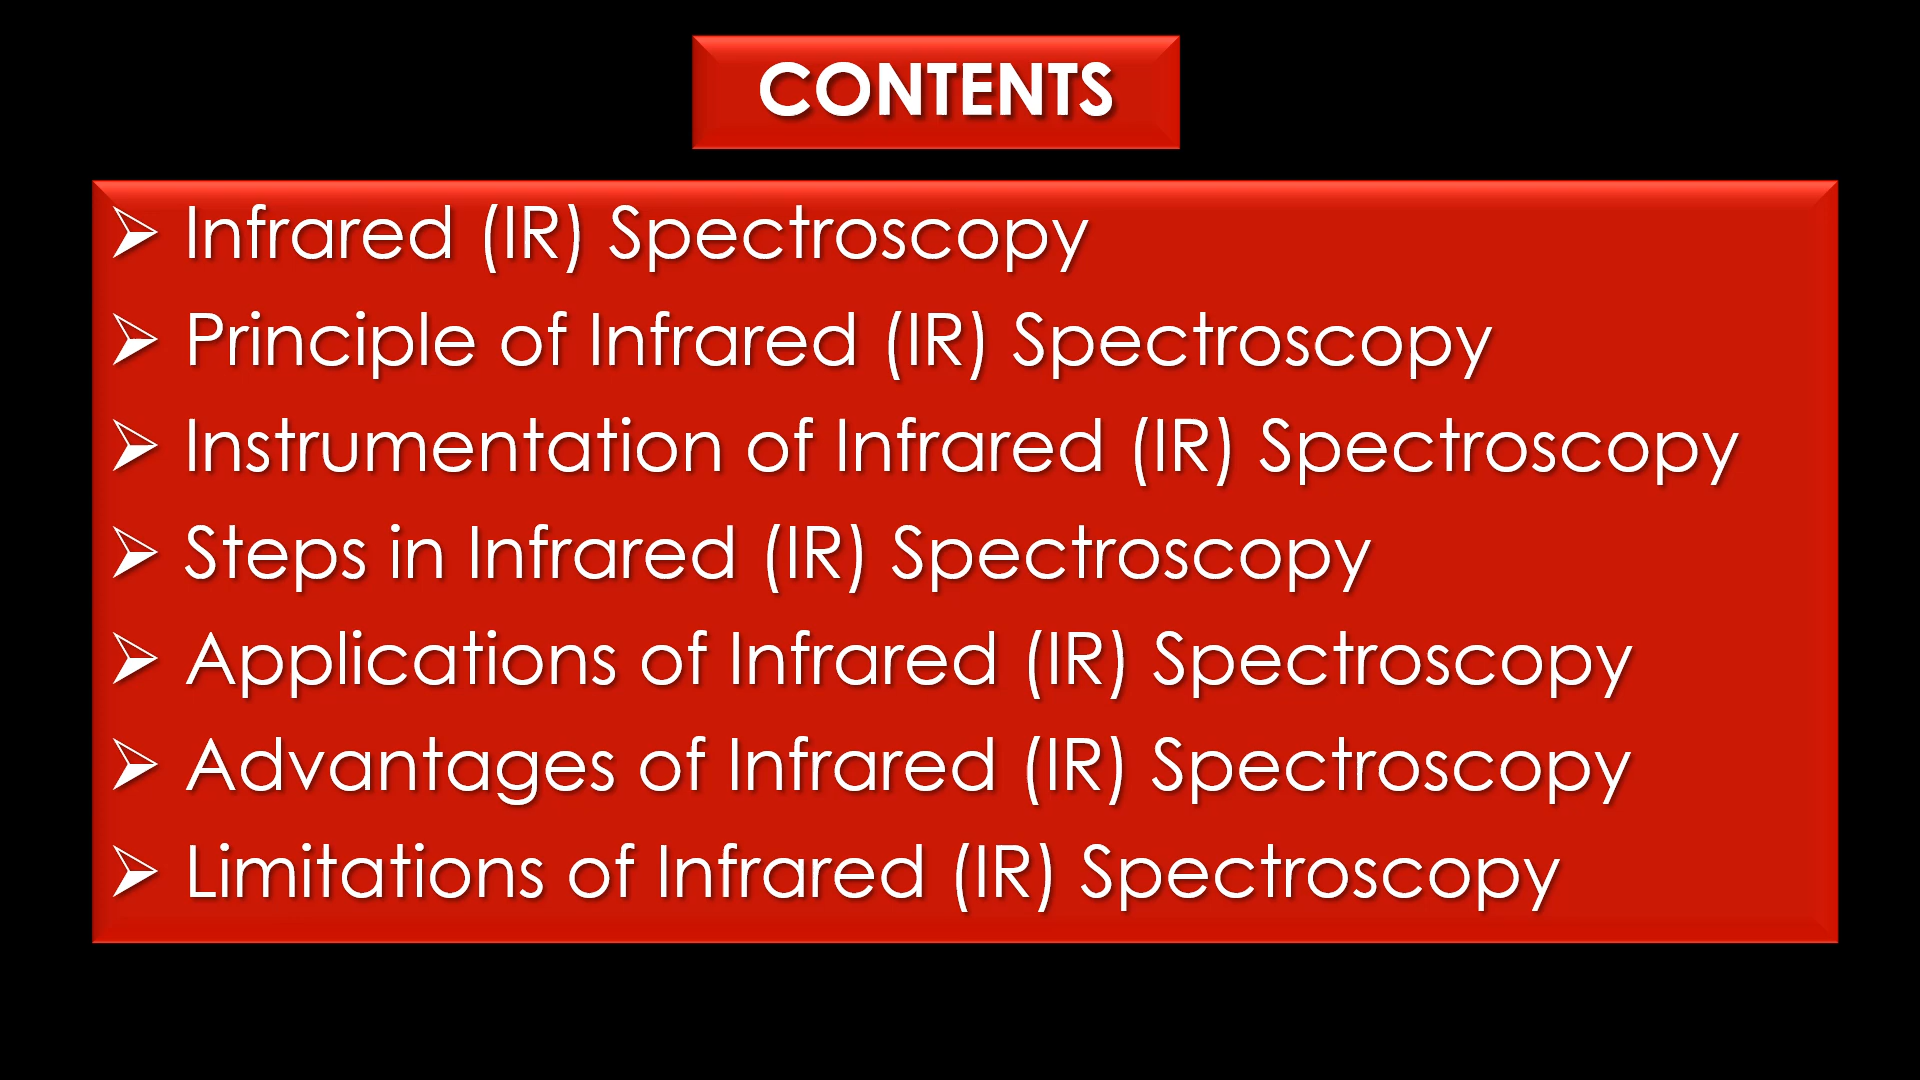 CONTENTS
➢ Infrared (IR) Spectroscopy
➢ Principle of Infrared (IR) Spectroscopy
➢ Instrumentation of Infrared (IR) Spectroscopy
➢ Steps in Infrared (IR) Spectroscopy
➢ Applications of Infrared (IR) Spectroscopy
➢ Advantages of Infrared (IR) Spectroscopy
➢ Limitations of Infrared (IR) Spectroscopy